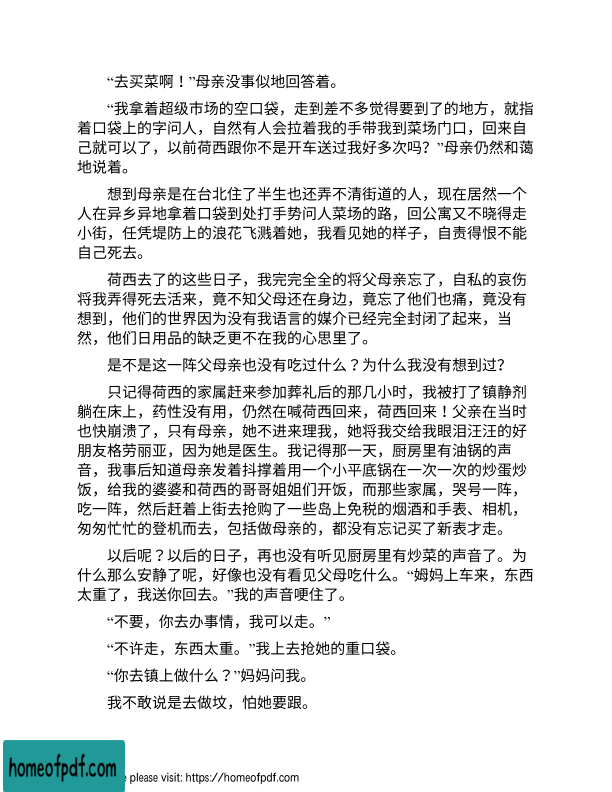 “去买菜啊！”母亲没事似地回答着。
“我拿着超级市场的空口袋，走到差不多觉得要到了的地方，就指
着口袋上的字问人，自然有人会拉着我的手带我到菜场门口，回来自
己就可以了，以前荷西跟你不是开车送过我好多次吗？”母亲仍然和蔼
地说着。
想到母亲是在台北住了半生也还弄不清街道的人，现在居然一个
人在异乡异地拿着口袋到处打手势问人菜场的路，回公寓又不晓得走
小街，任凭堤防上的浪花飞溅着她，我看见她的样子，自责得恨不能
自己死去。
荷西去了的这些日子，我完完全全的将父母亲忘了，自私的哀伤
将我弄得死去活来，竟不知父母还在身边，竟忘了他们也痛，竟没有
想到，他们的世界因为没有我语言的媒介已经完全封闭了起来，当
然，他们日用品的缺乏更不在我的心思里了。
是不是这一阵父母亲也没有吃过什么？为什么我没有想到过？
只记得荷西的家属赶来参加葬礼后的那几小时，我被打了镇静剂
躺在床上，药性没有用，仍然在喊荷西回来，荷西回来！父亲在当时
也快崩溃了，只有母亲，她不进来理我，她将我交给我眼泪汪汪的好
朋友格劳丽亚，因为她是医生。我记得那一天，厨房里有油锅的声
音，我事后知道母亲发着抖撑着用一个小平底锅在一次一次的炒蛋炒
饭，给我的婆婆和荷西的哥哥姐姐们开饭，而那些家属，哭号一阵，
吃一阵，然后赶着上街去抢购了一些岛上免税的烟酒和手表、相机，
匆匆忙忙的登机而去，包括做母亲的，都没有忘记买了新表才走。
以后呢？以后的日子，再也没有听见厨房里有炒菜的声音了。为
什么那么安静了呢，好像也没有看见父母吃什么。“姆妈上车来，东西
太重了，我送你回去。”我的声音哽住了。
“不要，你去办事情，我可以走。”
“不许走，东西太重。”我上去抢她的重口袋。
“你去镇上做什么？”妈妈问我。
我不敢说是去做坟，怕她要跟。
homeofpdf.com
please visit: https://homeofpdf.com